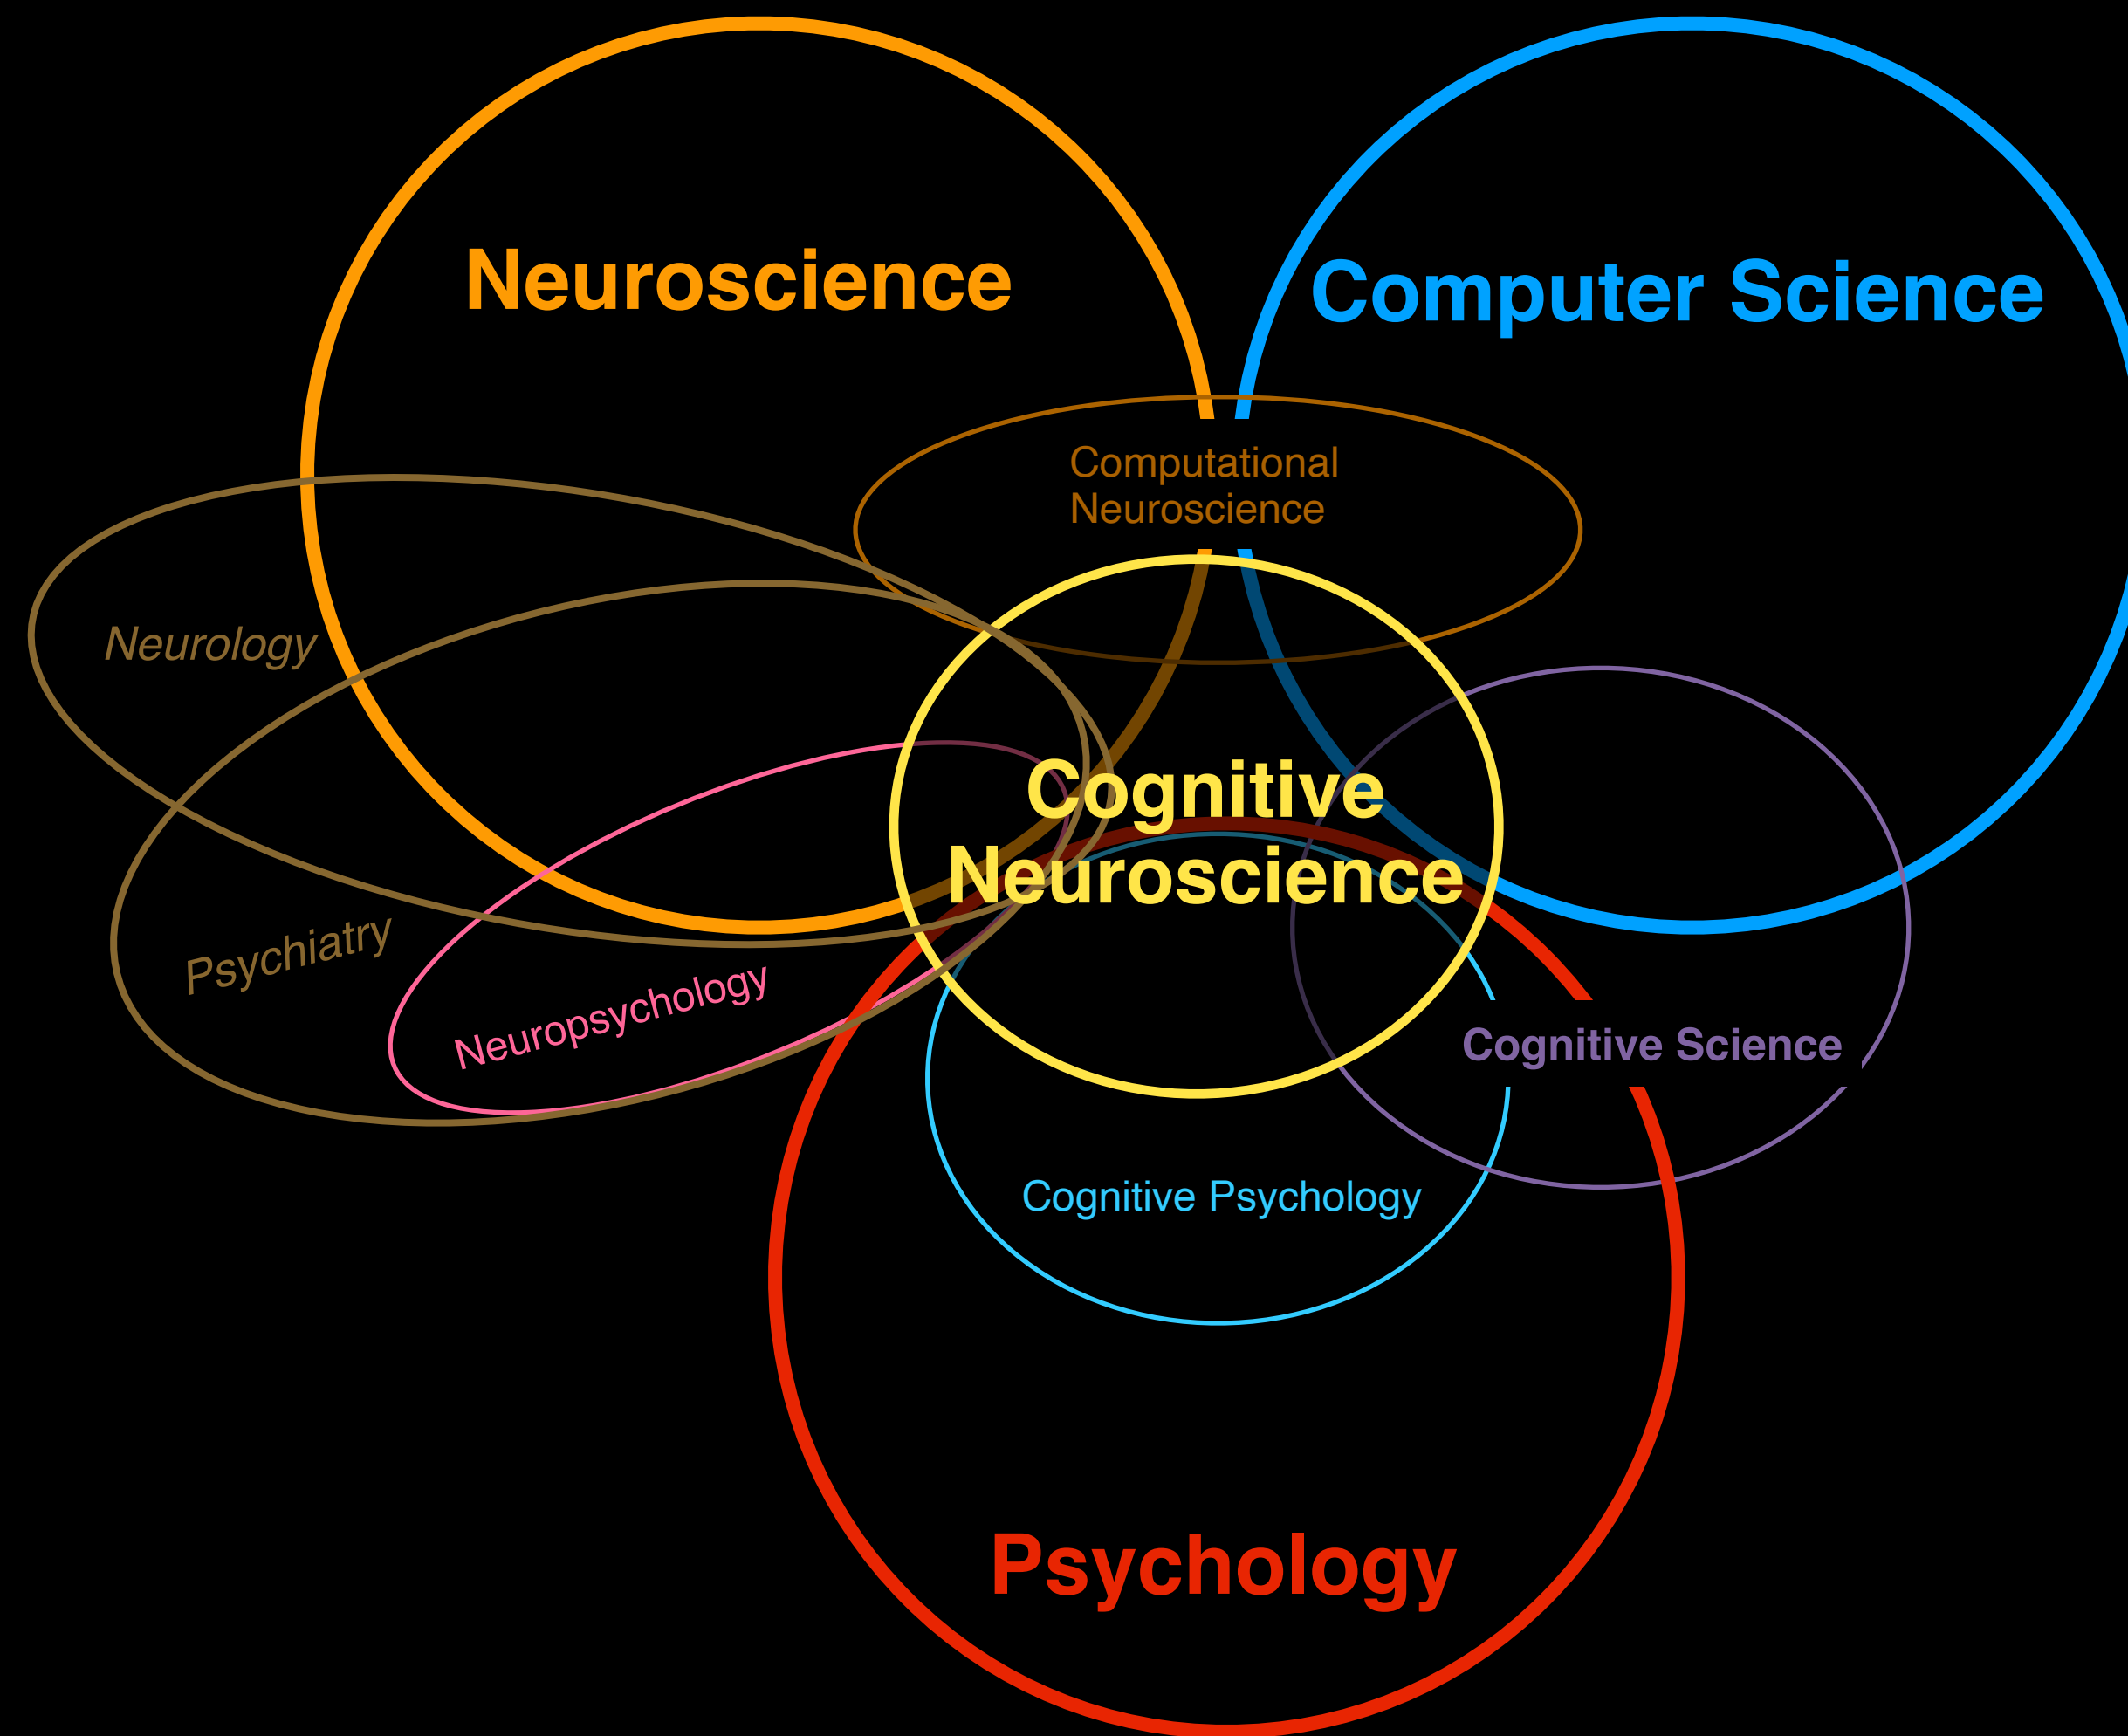 Neuroscience
Computer Science
Computational
Neuroscience
Neurology
Cognitive
Neuroscience
Psychiatry
Neuropsychology
Cognitive Science
Cognitive Psychology
Psychology